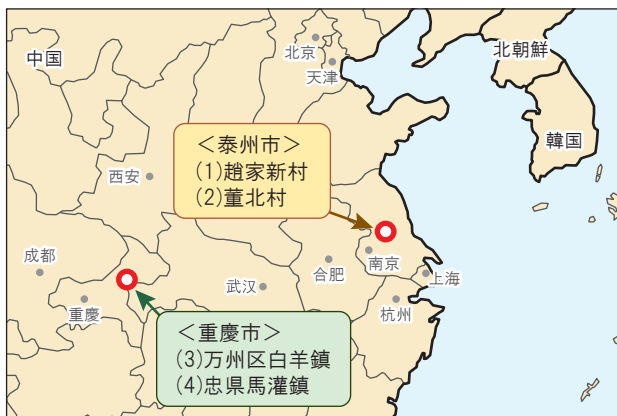 中国
北京
天津
北朝鮮
韓国
＜泰州市＞
(1)趙家新村
(2)董北村
西安
成都
重慶
武汉
合肥
南京
上海
杭州
＜重慶市＞
(3)万州区白羊鎮
(4)忠県馬灌鎮